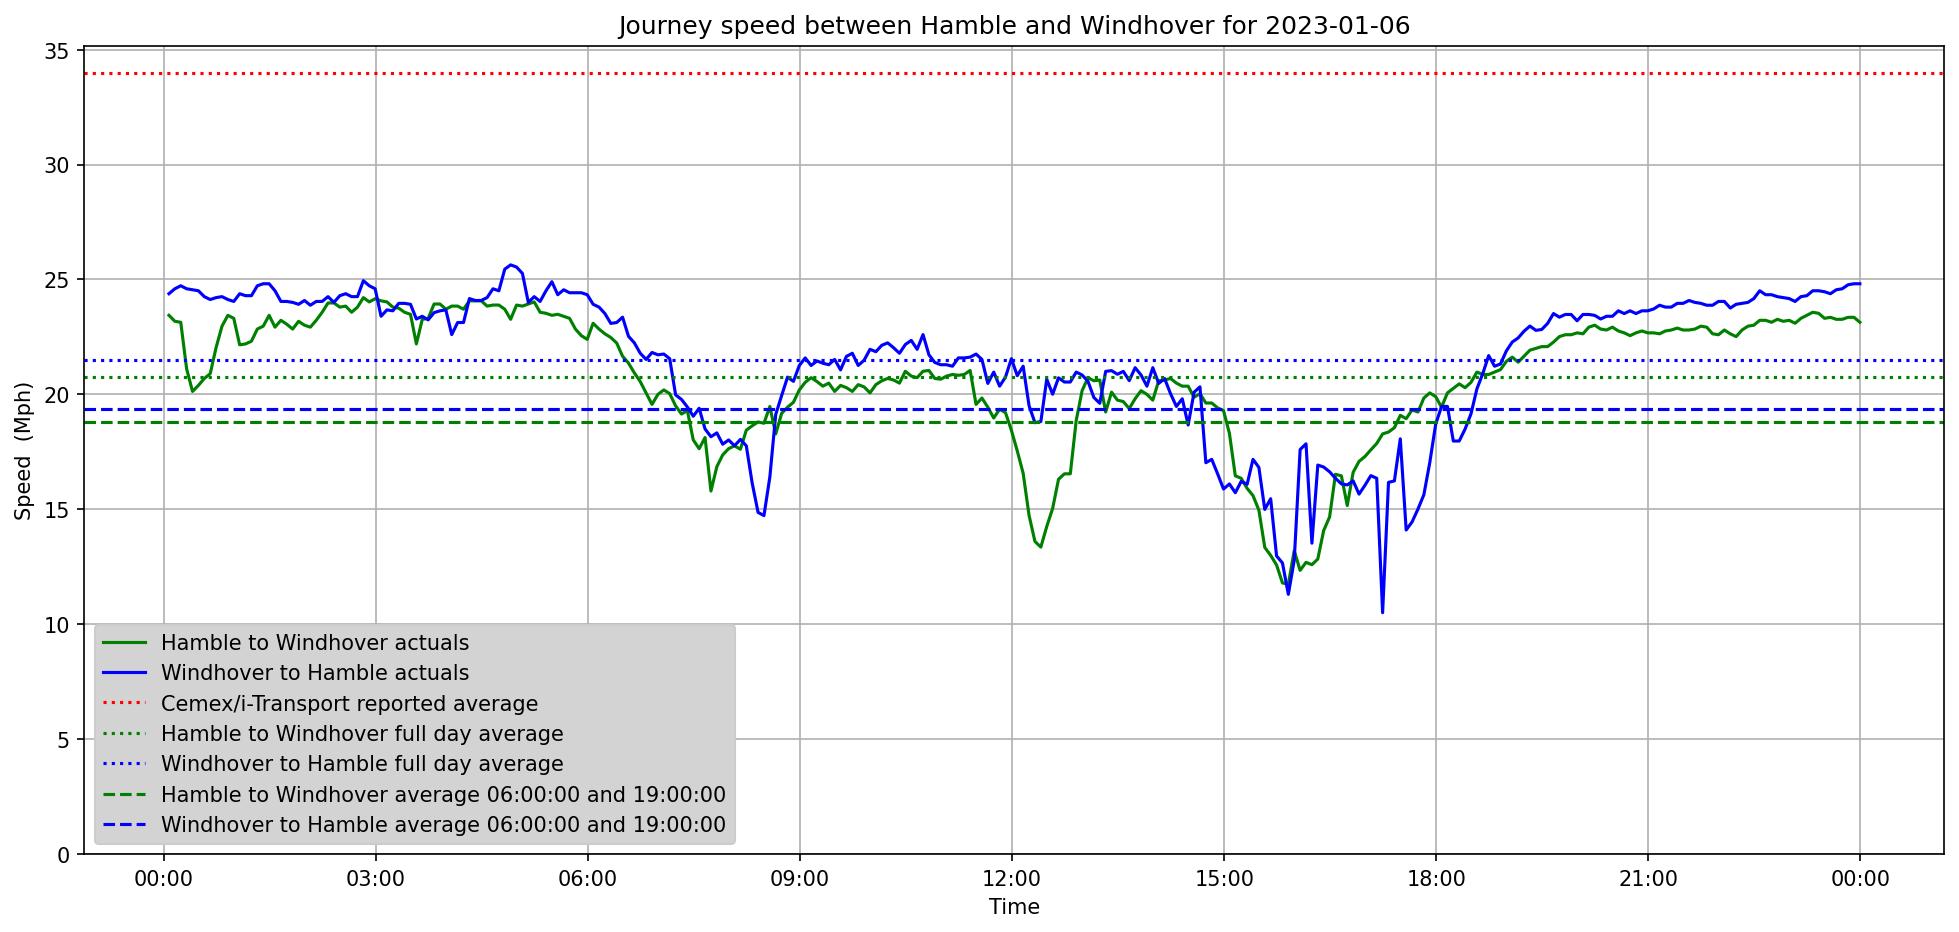 Journey speed between Hamble and Windhover for 2023-01-06
35
30
25
20
15
10
5
0
Speed (Mph)
Hamble to Windhover actuals
Windhover to Hamble actuals
Cemex/i-Transport reported average
Hamble to Windhover full day average
Windhover to Hamble full day average
Hamble to Windhover average 06:00:00 and 19:00:00
Windhover to Hamble average 06:00:00 and 19:00:00
00:00 03:00 06:00 09:00 12:00 15:00 18:00 21:00 00:00
Time